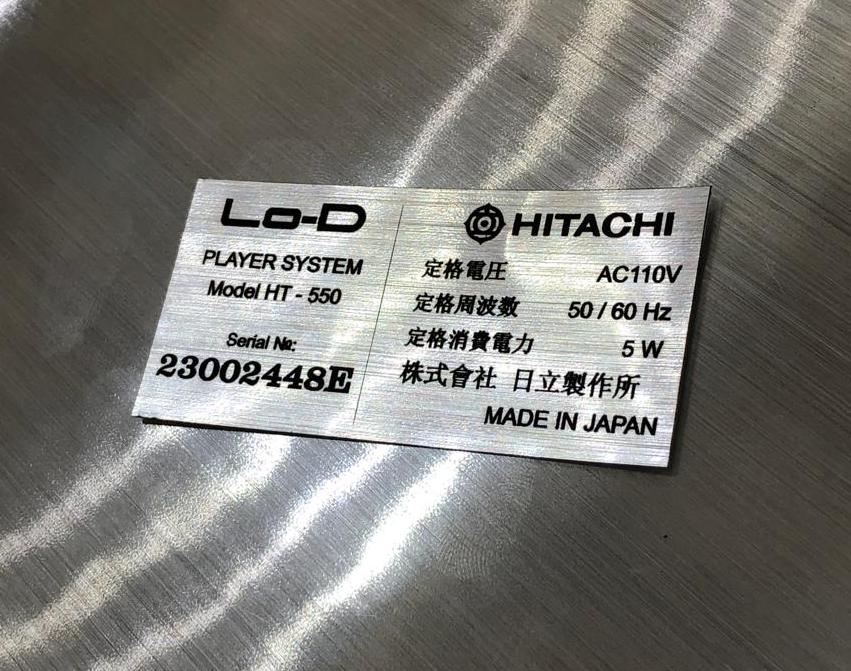 Lo-D
PLAYER SYSTEM
Model HT - 550
Serial №:
23002448E
HITACHI
定格電圧 AC110V
定格周波数 50 / 60 Hz
定格消費電力 5 W
株式會社 日立製作所
MADE IN JAPAN